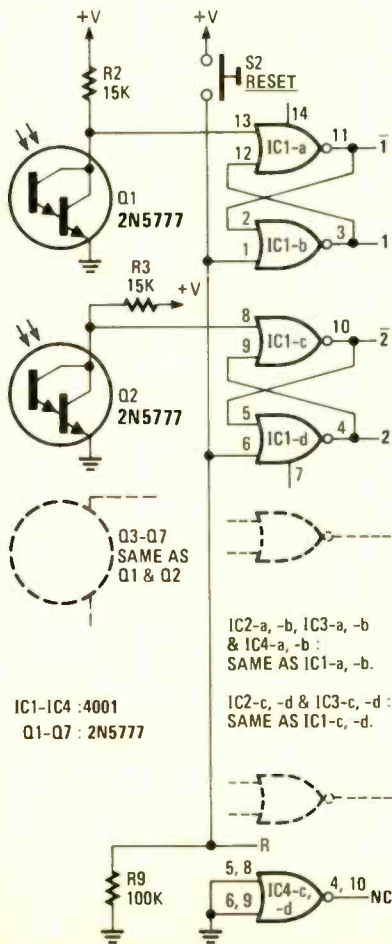 +V
+V
R2
15K
S2
RESET
14
13
12
IC1-a
11
1̅
Q1
2N5777
2
1
IC1-b
3
1
R3
15K
+V
8
9
IC1-c
10
2̅
Q2
2N5777
5
6
IC1-d
4
2
7
Q3-Q7
SAME AS
Q1 & Q2
IC2-a, -b, IC3-a, -b
& IC4-a, -b :
SAME AS IC1-a, -b.
IC1-IC4 :4001
Q1-Q7 : 2N5777
IC2-c, -d & IC3-c, -d :
SAME AS IC1-c, -d.
R
R9
100K
5, 8
6, 9
IC4-c,
-d
4, 10
NC